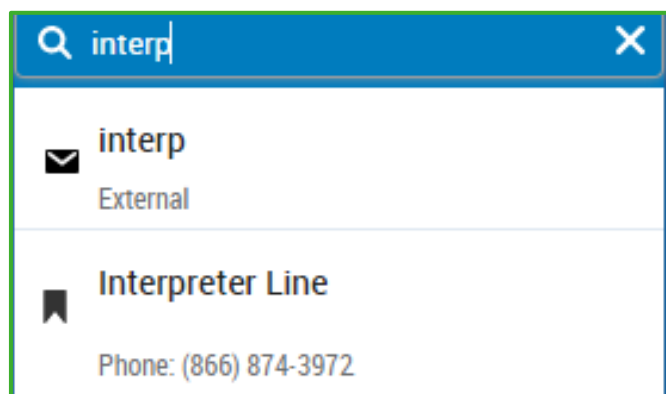 interp
interp
External
Interpreter Line
Phone: (866) 874-3972